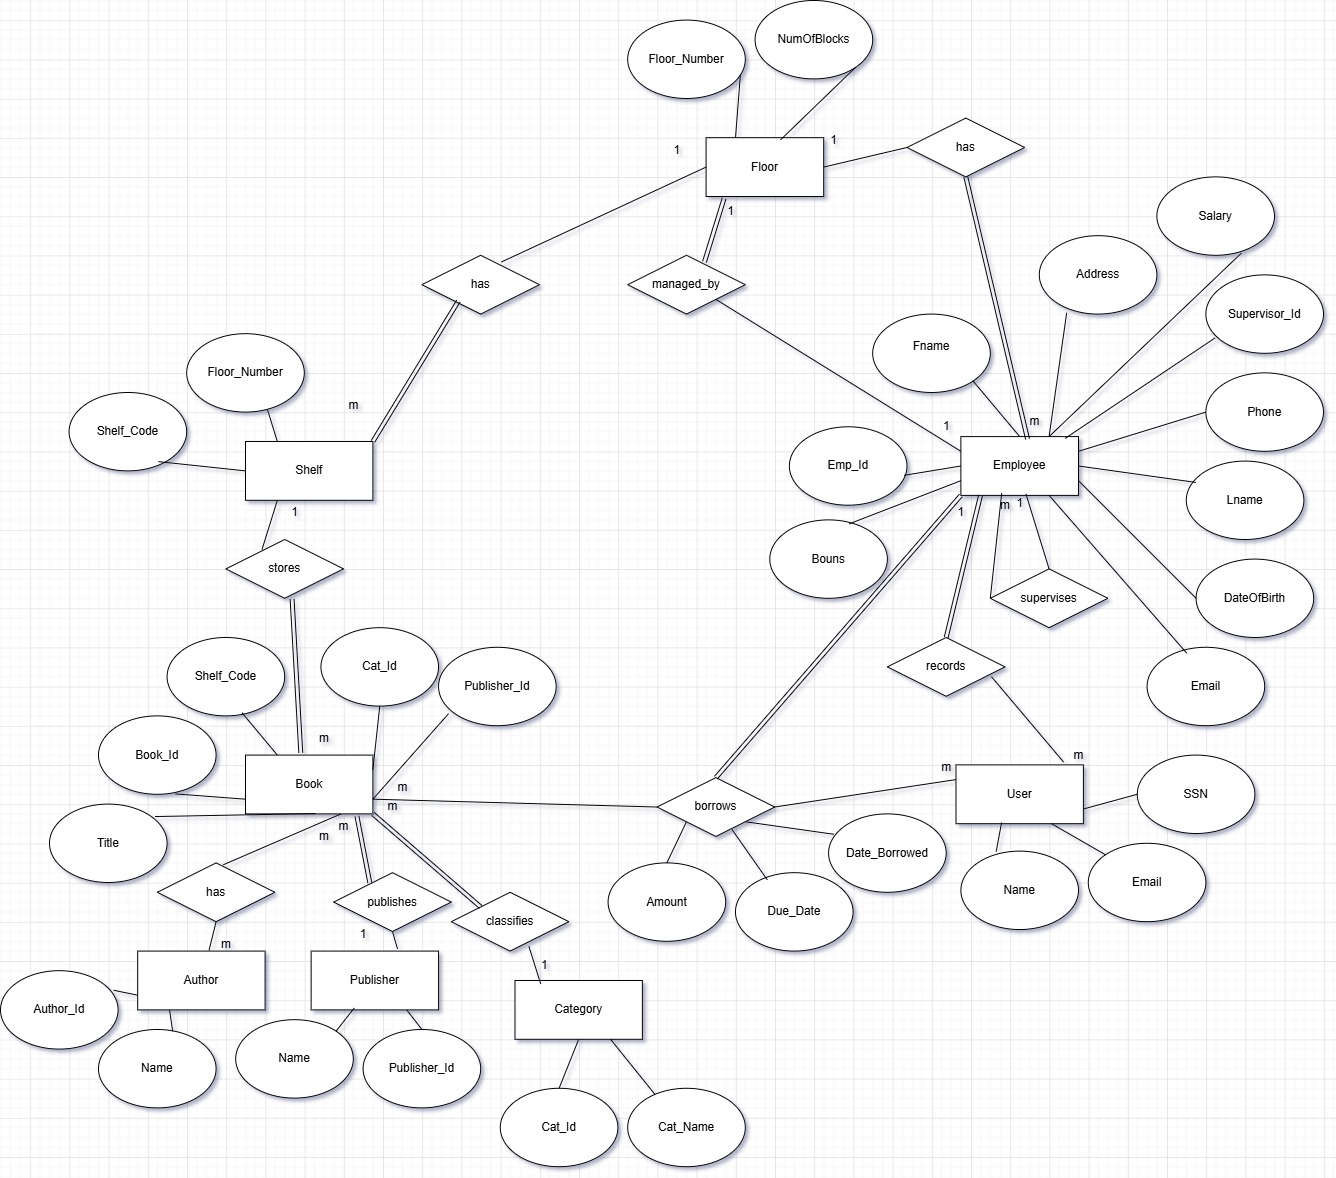 NumOfBlocks
Floor_Number
1
1
has
Floor
1
Salary
Address
has
managed_by
Supervisor_Id
Fname
Floor_Number
m
Phone
1
m
Shelf_Code
Shelf
Emp_Id
Employee
Lname
1
1
m
1
Bouns
stores
supervises
DateOfBirth
Shelf_Code
Cat_Id
Publisher_Id
records
Email
m
Book_Id
m
m
Book
m
User
SSN
m
borrows
m
m
Title
Date_Borrowed
has
publishes
Amount
Due_Date
Name
Email
classifies
1
m
1
Author
Publisher
Category
Author_Id
Name
Name
Publisher_Id
Cat_Id
Cat_Name